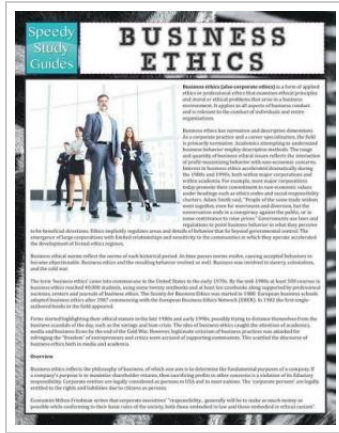 Speedy
Study
Guides
BUSINESS
ETHICS
Business ethics (also corporate ethics) is a form of applied
ethics or professional ethics that examines ethical principles
and moral or ethical problems that arise in a business
environment. It applies to all aspects of business conduct
and is relevant to the conduct of individuals and entire
organizations.
Business ethics has normative and descriptive dimensions.
As a corporate practice and a career specialization, the field
is primarily normative. Academics attempting to understand
business behavior employ descriptive methods. The range
and quantity of business ethical issues reflects the interaction
of profit-maximizing behavior with non-economic concerns.
Interest in business ethics accelerated dramatically during
the 1980s and 1990s, both within major corporations and
within academia. For example, most major corporations
today promote their commitment to non-economic values
under headings such as ethics codes and social responsibility
charters. Adam Smith said, "People of the same trade seldom
meet together, even for merriment and diversion, but the
conversation ends in a conspiracy against the public, or in
some contrivance to raise prices." Governments use laws and
regulations to point business behavior in what they perceive
to be beneficial directions. Ethics implicitly regulates areas and details of behavior that lie beyond governmental control. The
emergence of large corporations with limited relationships and sensitivity to the communities in which they operate accelerated
the development of formal ethics regimes.
Business ethical norms reflect the norms of each historical period. As time passes norms evolve, causing accepted behaviors to
become objectionable. Business ethics and the resulting behavior evolved as well. Business was involved in slavery, colonialism,
and the cold war.
The term 'business ethics' came into common use in the United States in the early 1970s. By the mid-1980s at least 500 courses in
business ethics reached 40,000 students, using some twenty textbooks and at least ten casebooks along supported by professional
societies, centers and journals of business ethics. The Society for Business Ethics was started in 1980. European business schools
adopted business ethics after 1987 commencing with the European Business Ethics Network (EBEN). In 1982 the first single-
authored books in the field appeared.
Firms started highlighting their ethical stature in the late 1980s and early 1990s, possibly trying to distance themselves from the
business scandals of the day, such as the savings and loan crisis. The idea of business ethics caught the attention of academics,
media and business firms by the end of the Cold War. However, legitimate criticism of business practices was attacked for
infringing the "freedom" of entrepreneurs and critics were accused of supporting communists. This scuttled the discourse of
business ethics both in media and academia.
Overview
Business ethics reflects the philosophy of business, of which one aim is to determine the fundamental purposes of a company. If
a company's purpose is to maximize shareholder returns, then sacrificing profits to other concerns is a violation of its fiduciary
responsibility. Corporate entities are legally considered as persons in USA and in most nations. The 'corporate persons' are legally
entitled to the rights and liabilities due to citizens as persons.
Economist Milton Friedman writes that corporate executives' "responsibility... generally will be to make as much money as
possible while conforming to their basic rules of the society, both those embodied in law and those embodied in ethical custom".